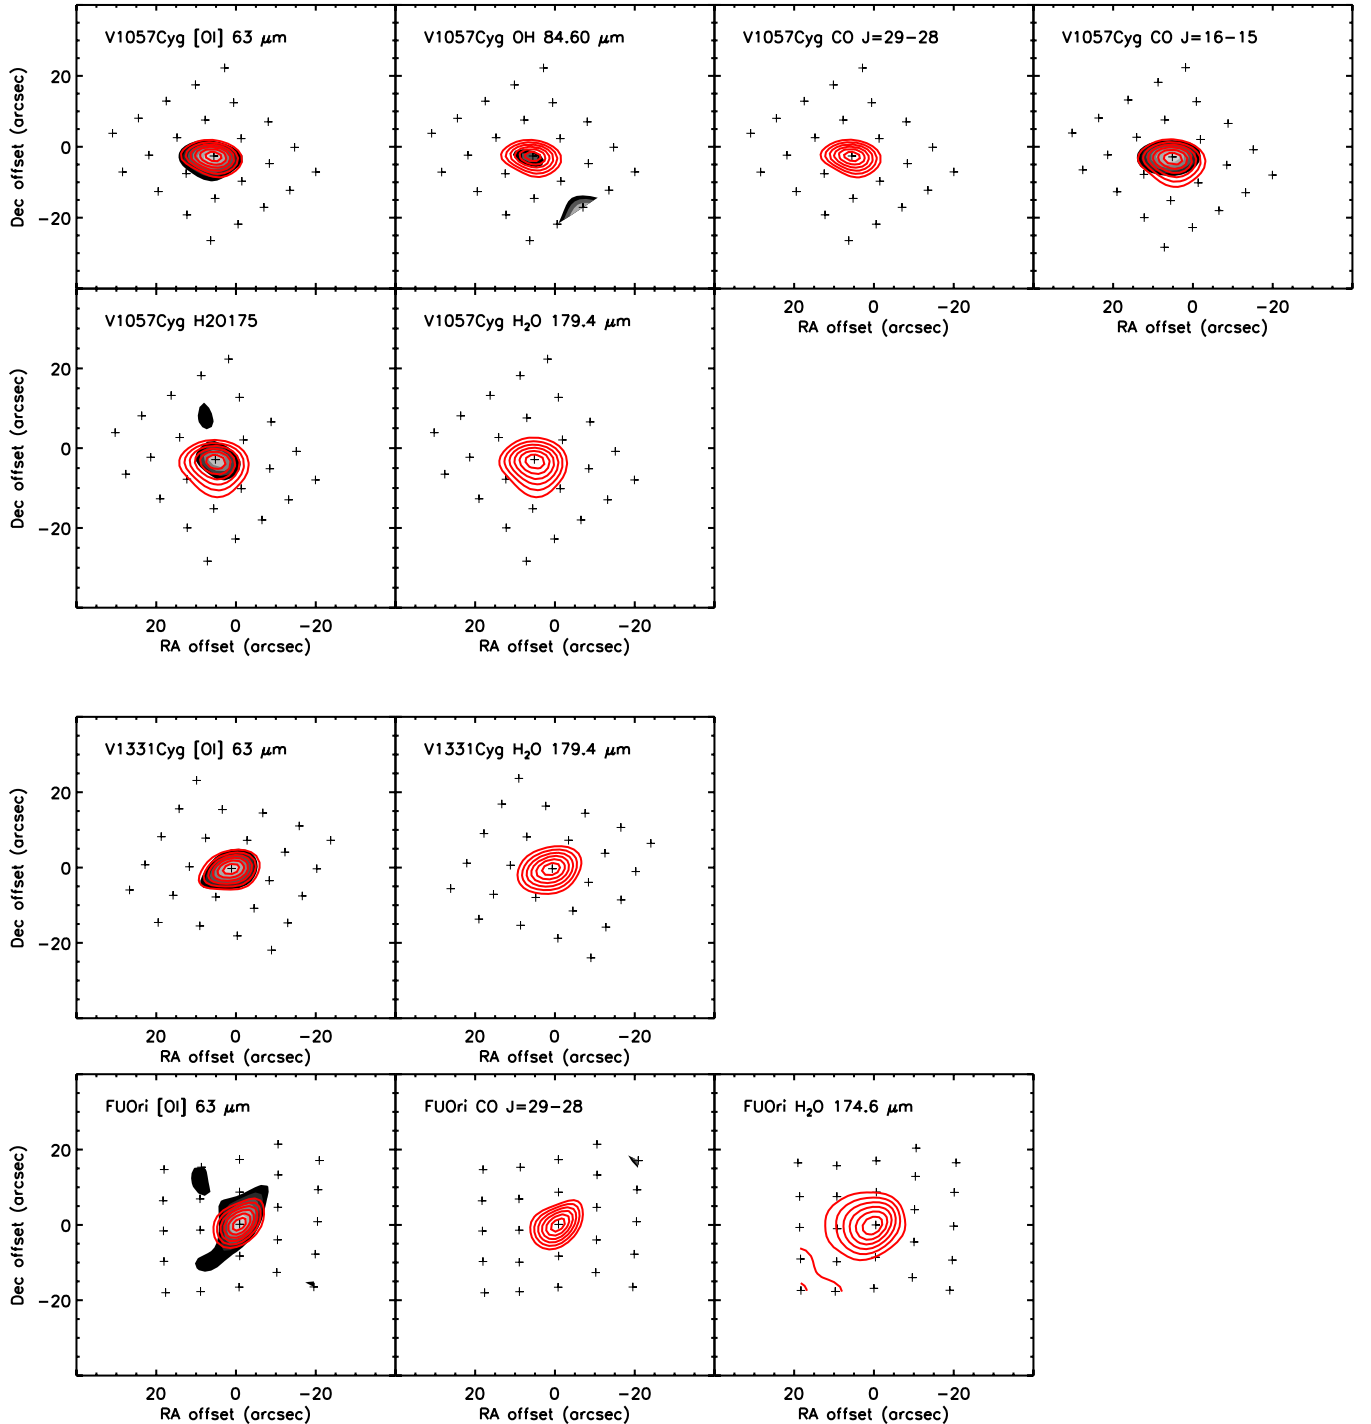 V1057Cyg [OI] 63 μm
V1057Cyg OH 84.60 μm
V1057Cyg CO J=29−28
V1057Cyg CO J=16−15
Dec offset (arcsec)
20
0
−20
20 0 −20
RA offset (arcsec)
20 0 −20
RA offset (arcsec)
V1057Cyg H2O175
V1057Cyg H₂O 179.4 μm
Dec offset (arcsec)
20
0
−20
20 0 −20
RA offset (arcsec)
20 0 −20
RA offset (arcsec)
V1331Cyg [OI] 63 μm
V1331Cyg H₂O 179.4 μm
Dec offset (arcsec)
20
0
−20
20 0 −20
RA offset (arcsec)
20 0 −20
RA offset (arcsec)
FUOri [OI] 63 μm
FUOri CO J=29−28
FUOri H₂O 174.6 μm
Dec offset (arcsec)
20
0
−20
20 0 −20
RA offset (arcsec)
20 0 −20
RA offset (arcsec)
20 0 −20
RA offset (arcsec)